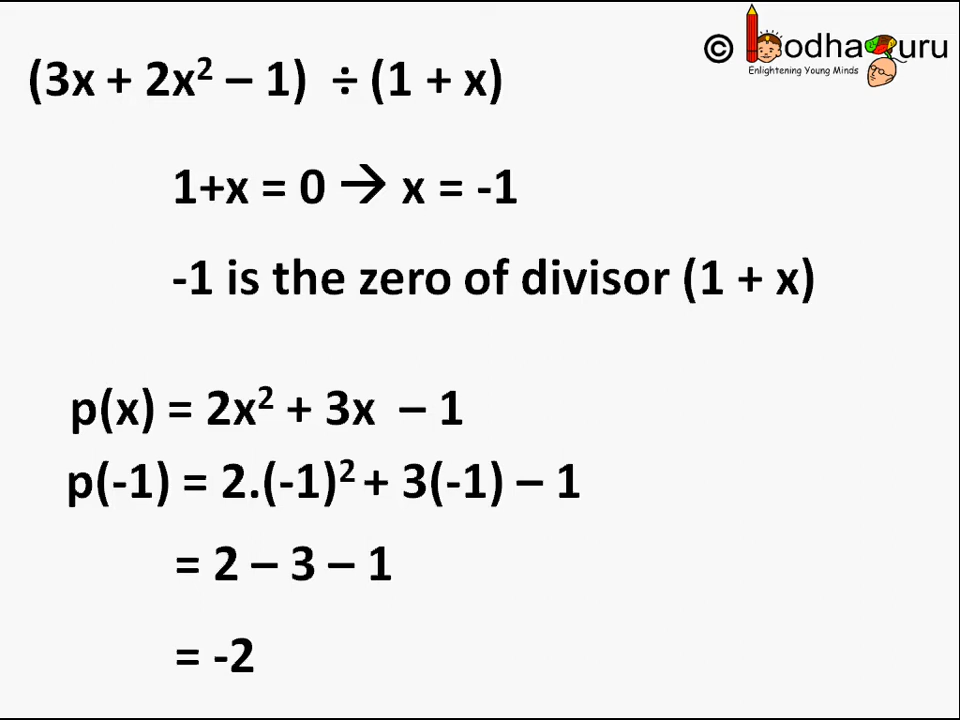 (3x + 2x² – 1) ÷ (1 + x)
© BodhaGuru
Enlightening Young Minds
1+x = 0 → x = -1
-1 is the zero of divisor (1 + x)
p(x) = 2x² + 3x – 1
p(-1) = 2.(-1)² + 3(-1) – 1
= 2 – 3 – 1
= -2